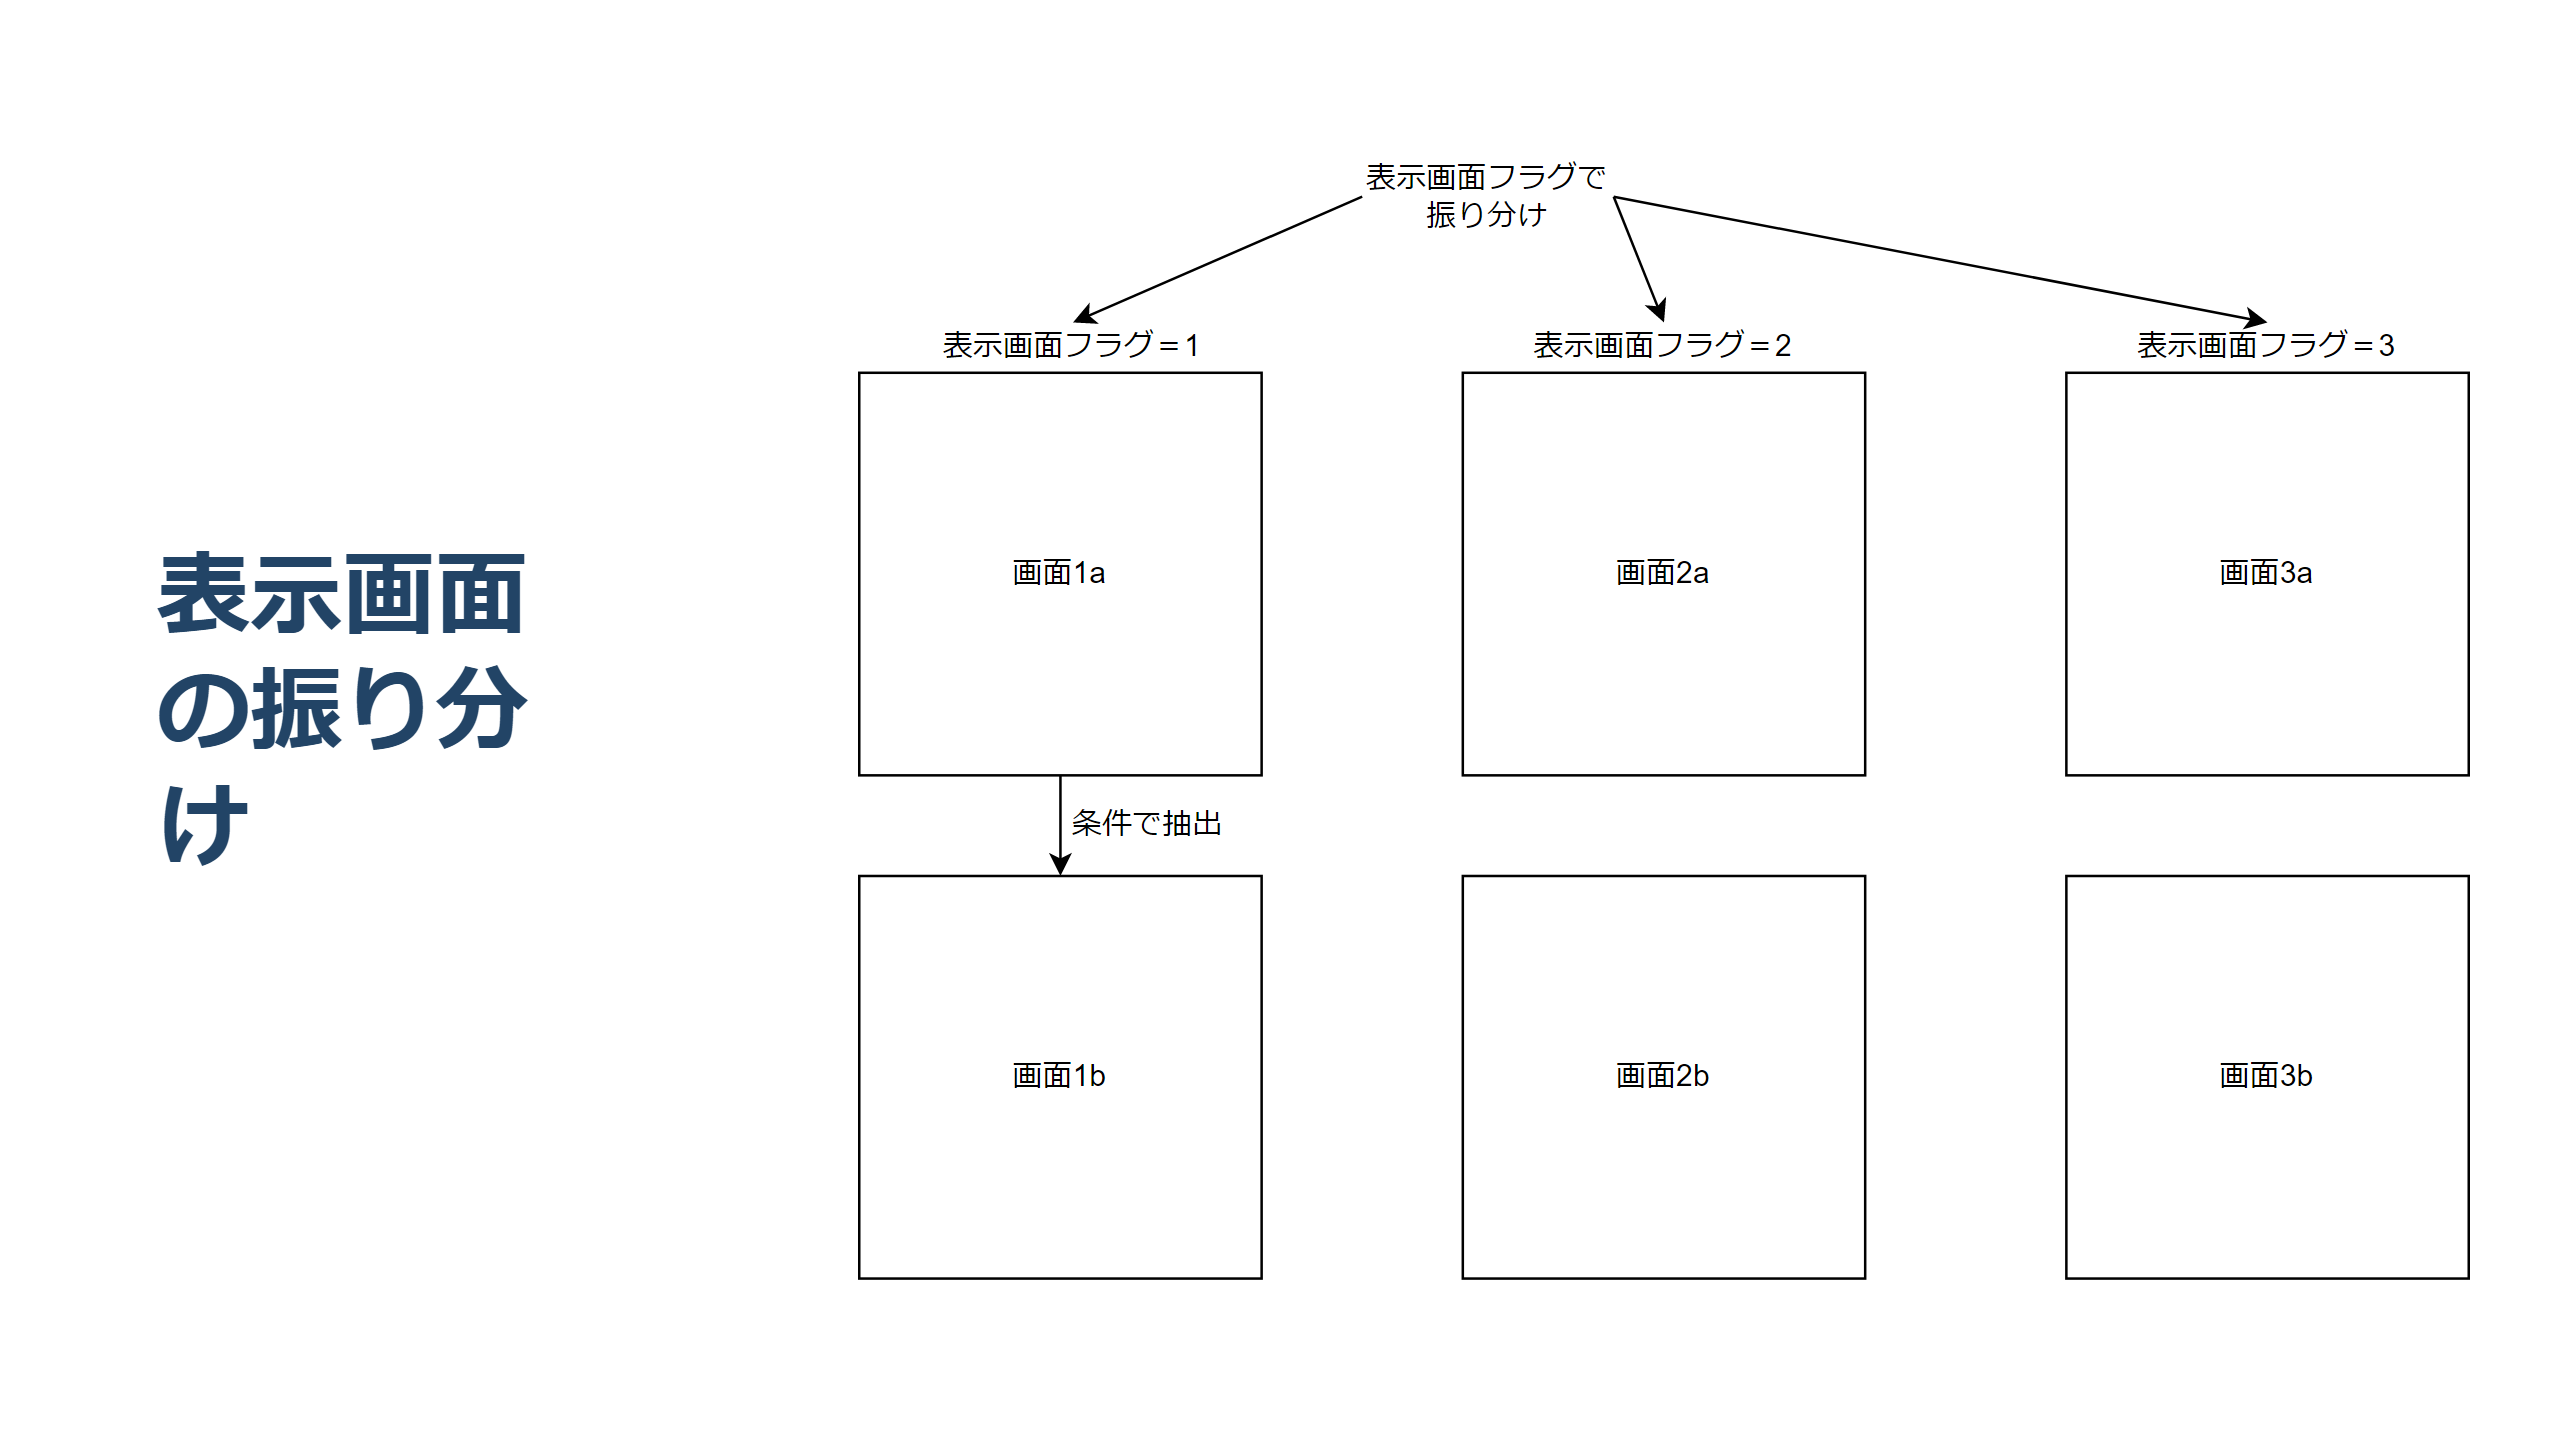 表示画面
の振り分
け
表示画面フラグで
振り分け
表示画面フラグ＝1
表示画面フラグ＝2
表示画面フラグ＝3
画面1a
画面2a
画面3a
条件で抽出
画面1b
画面2b
画面3b